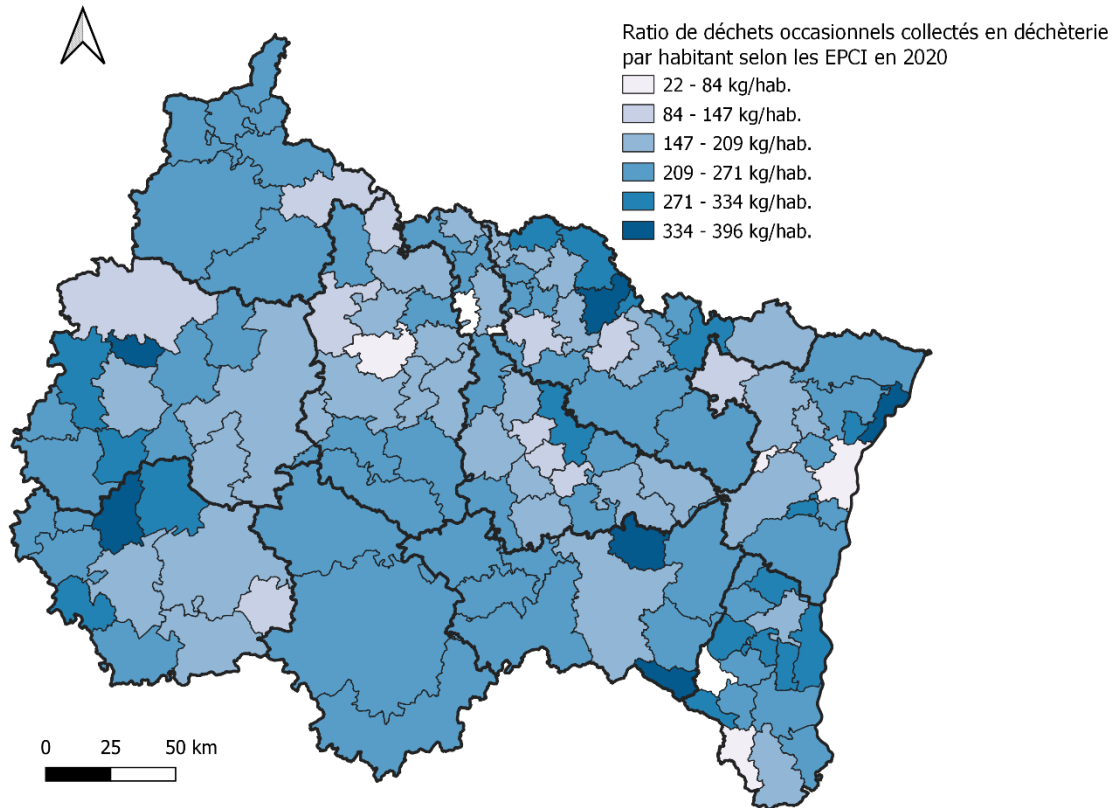 Ratio de déchets occasionnels collectés en déchèterie
par habitant selon les EPCI en 2020
22 - 84 kg/hab.
84 - 147 kg/hab.
147 - 209 kg/hab.
209 - 271 kg/hab.
271 - 334 kg/hab.
334 - 396 kg/hab.
0 25 50 km